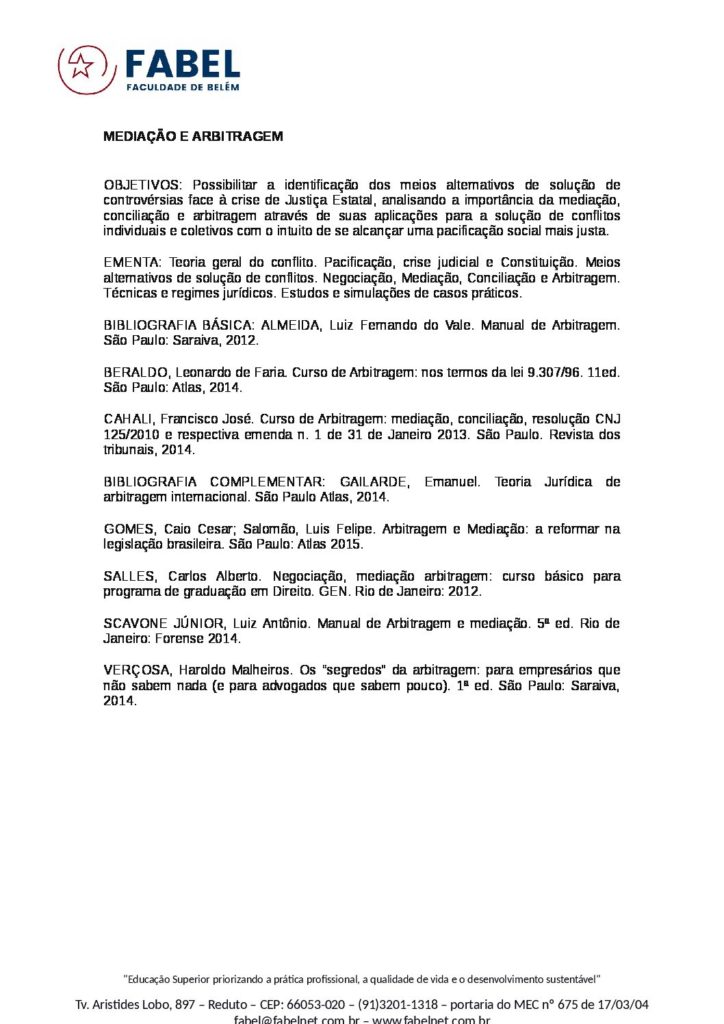 FABEL
FACULDADE DE BELÉM
MEDIAÇÃO E ARBITRAGEM
OBJETIVOS: Possibilitar a identificação dos meios alternativos de solução de
controvérsias face à crise de Justiça Estatal, analisando a importância da mediação,
conciliação e arbitragem através de suas aplicações para a solução de conflitos
individuais e coletivos com o intuito de se alcançar uma pacificação social mais justa.
EMENTA: Teoria geral do conflito. Pacificação, crise judicial e Constituição. Meios
alternativos de solução de conflitos. Negociação, Mediação, Conciliação e Arbitragem.
Técnicas e regimes jurídicos. Estudos e simulações de casos práticos.
BIBLIOGRAFIA BÁSICA: ALMEIDA, Luiz Fernando do Vale. Manual de Arbitragem.
São Paulo: Saraiva, 2012.
BERALDO, Leonardo de Faria. Curso de Arbitragem: nos termos da lei 9.307/96. 11ed.
São Paulo: Atlas, 2014.
CAHALI, Francisco José. Curso de Arbitragem: mediação, conciliação, resolução CNJ
125/2010 e respectiva emenda n. 1 de 31 de Janeiro 2013. São Paulo. Revista dos
tribunais, 2014.
BIBLIOGRAFIA COMPLEMENTAR: GAILARDE, Emanuel. Teoria Jurídica de
arbitragem internacional. São Paulo Atlas, 2014.
GOMES, Caio Cesar; Salomão, Luis Felipe. Arbitragem e Mediação: a reformar na
legislação brasileira. São Paulo: Atlas 2015.
SALLES, Carlos Alberto. Negociação, mediação arbitragem: curso básico para
programa de graduação em Direito. GEN. Rio de Janeiro: 2012.
SCAVONE JÚNIOR, Luiz Antônio. Manual de Arbitragem e mediação. 5ª ed. Rio de
Janeiro: Forense 2014.
VERÇOSA, Haroldo Malheiros. Os "segredos" da arbitragem: para empresários que
não sabem nada (e para advogados que sabem pouco). 1ª ed. São Paulo: Saraiva,
2014.
"Educação Superior priorizando a prática profissional, a qualidade de vida e o desenvolvimento sustentável"
Tv. Aristides Lobo, 897 – Reduto – CEP: 66053-020 – (91)3201-1318 – portaria do MEC nº 675 de 17/03/04
fabel@fabelnet.com.br – www.fabelnet.com.br